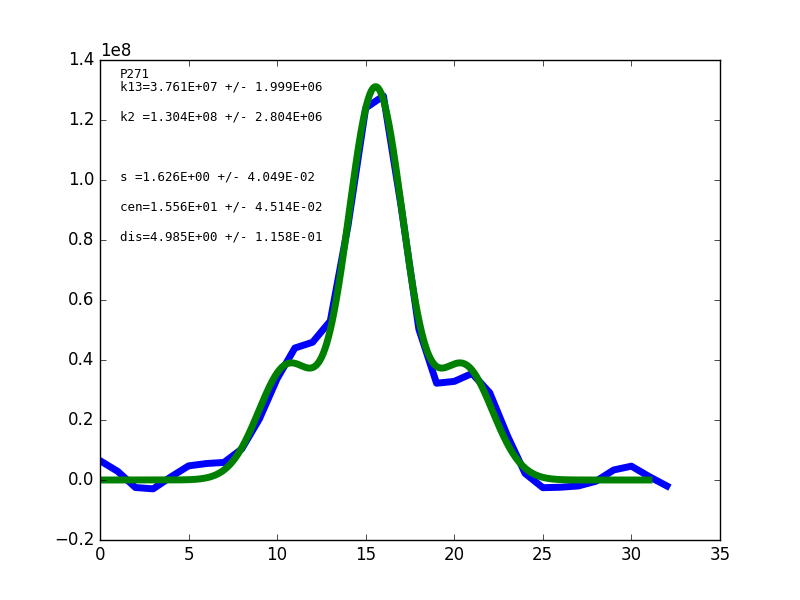 1e8
P271
k13=3.761E+07 +/- 1.999E+06
k2 =1.304E+08 +/- 2.804E+06
s =1.626E+00 +/- 4.049E-02
cen=1.556E+01 +/- 4.514E-02
dis=4.985E+00 +/- 1.158E-01
1.4
1.2
1.0
0.8
0.6
0.4
0.2
0.0
−0.2
0 5 10 15 20 25 30 35